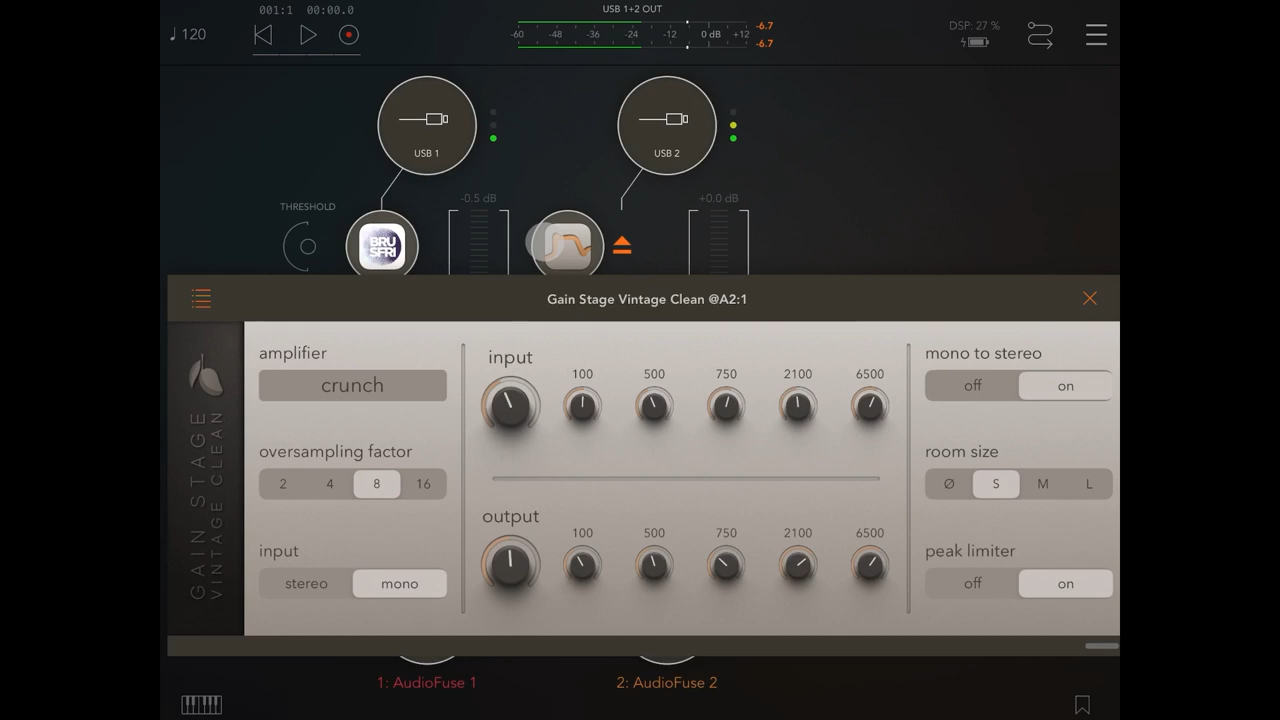 001:1 00:00.0
USB 1+2 OUT
♩120
-60 -48 -36 -24 -12 0 dB +12
-6.7
-6.7
DSP: 27 %
USB 1
USB 2
THRESHOLD
-0.5 dB
+0.0 dB
BRU
SFRI
Gain Stage Vintage Clean @A2:1
GAIN STAGE
VINTAGE CLEAN
amplifier
crunch
oversampling factor
2 4 8 16
input
stereo mono
input
100 500 750 2100 6500
output
100 500 750 2100 6500
mono to stereo
off on
room size
Ø S M L
peak limiter
off on
1: AudioFuse 1
2: AudioFuse 2